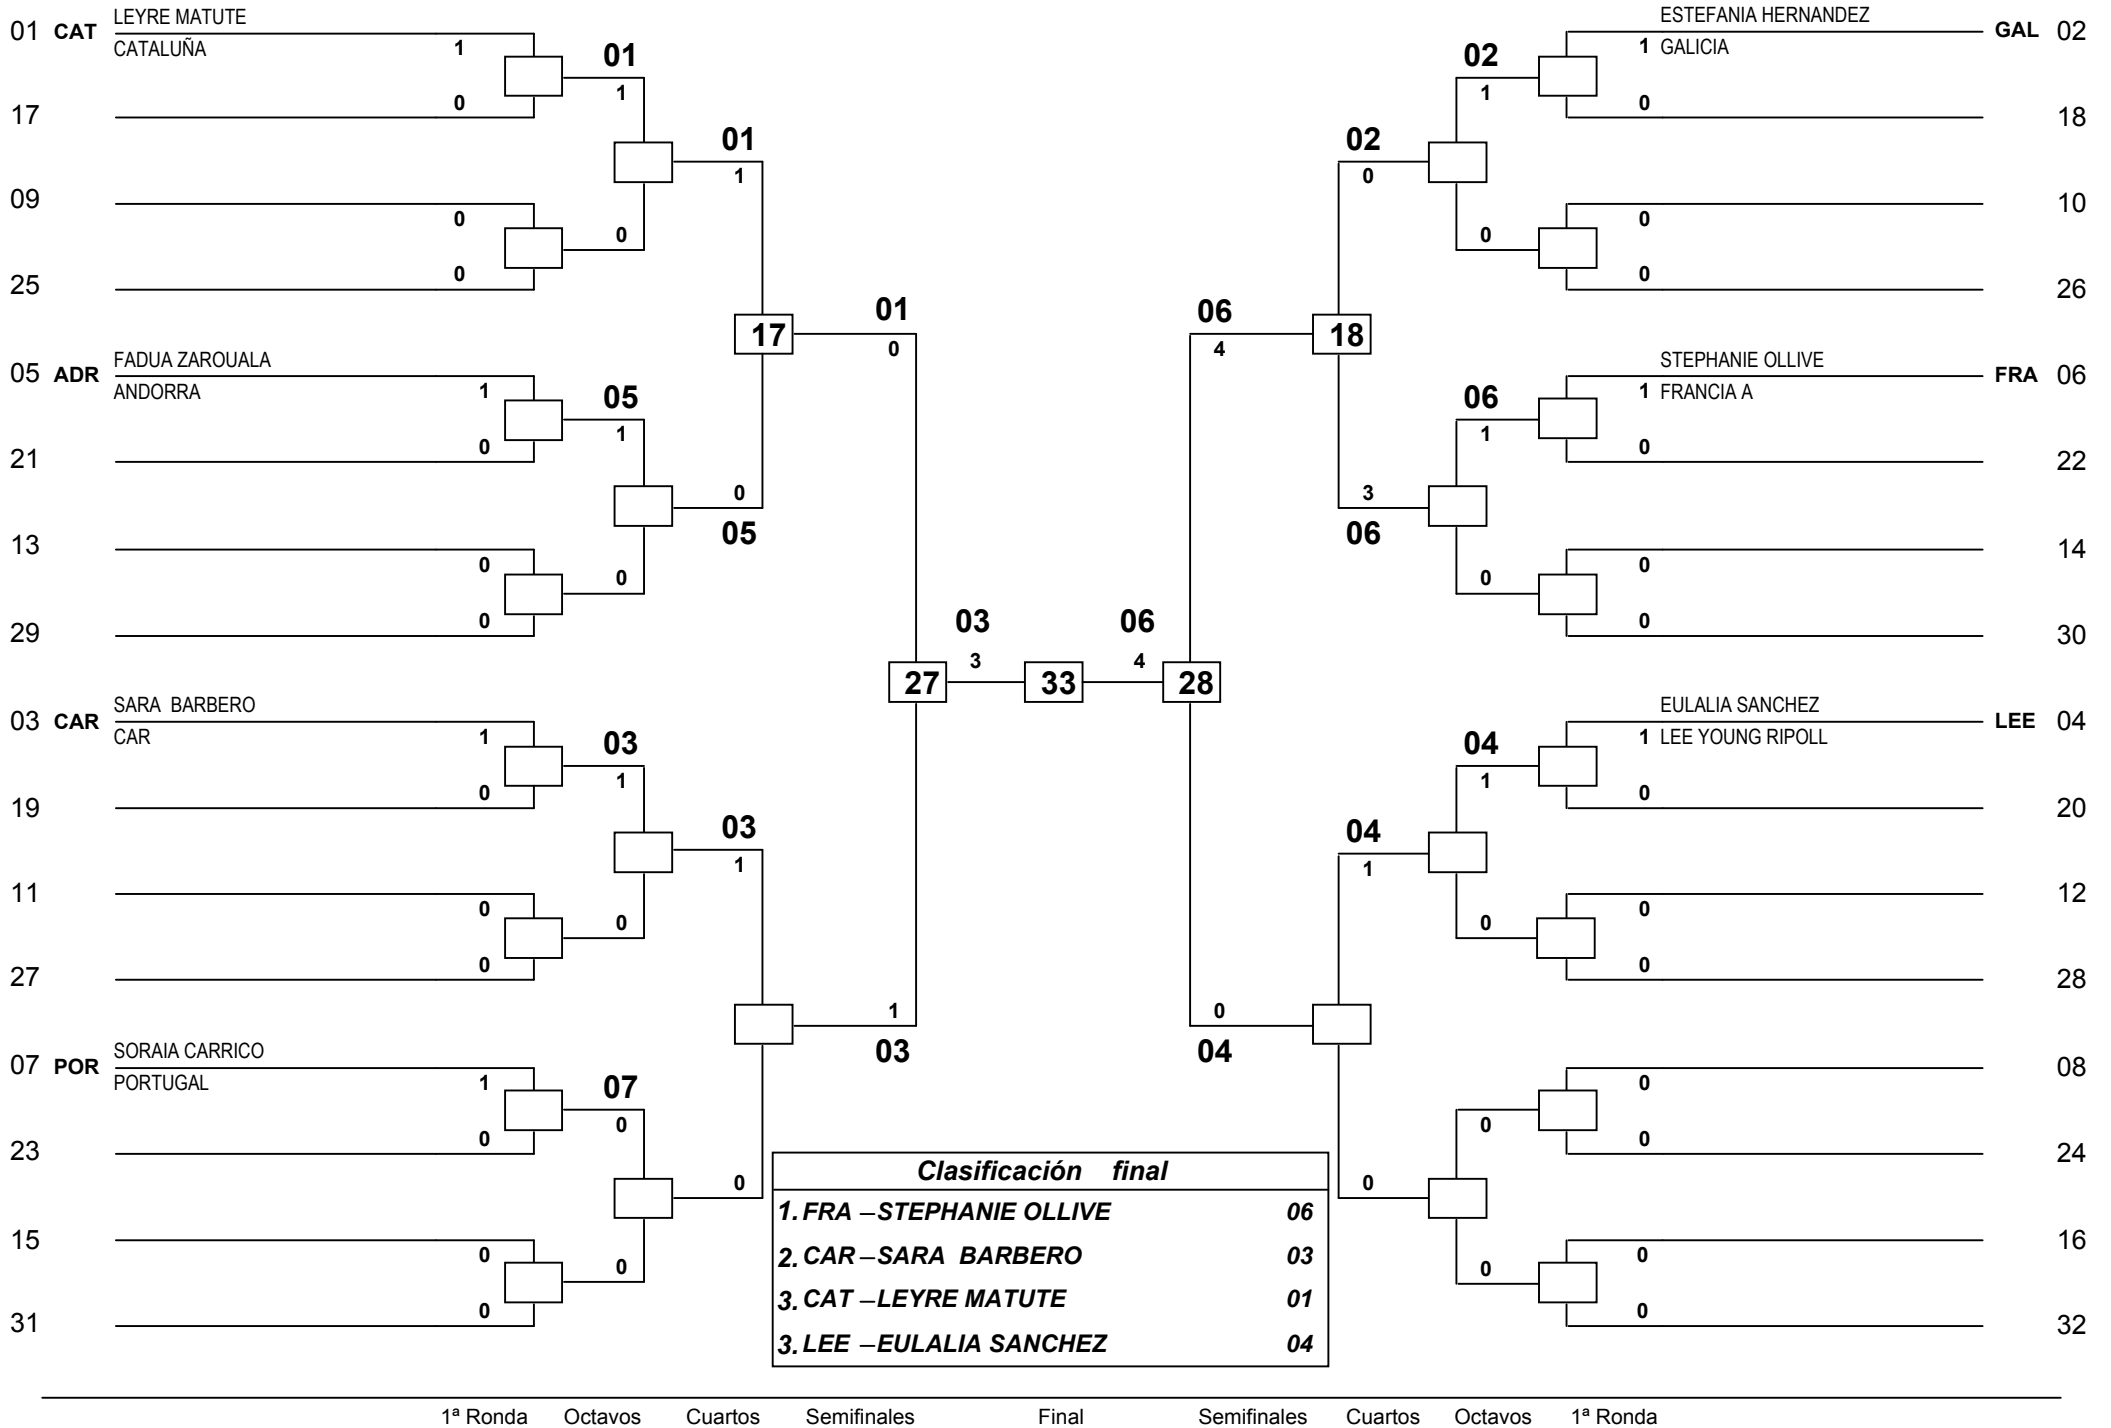 LEYRE MATUTE ESTEFANIA HERNANDEZ
01 CAT GAL 02
CATALUÑA 1 01 02 1 GALICIA
1 1
0 0
17 18
01 02
1 0
09 10
0 0
0 0
0 0
25 26
01 06
17 18
0 4
FADUA ZAROUALA STEPHANIE OLLIVE
05 ADR FRA 06
ANDORRA 1 05 06 1 FRANCIA A
1 1
0 0
21 22
0 3
05 06
13 14
0 0
0 0
0 0
29 30
03 06
3 4
27 33 28
SARA  BARBERO EULALIA SANCHEZ
03 CAR LEE 04
CAR 1 03 04 1 LEE YOUNG RIPOLL
1 1
0 0
19 20
03 04
1 1
11 12
0 0
0 0
0 0
27 28
1 0
03 04
SORAIA CARRICO
07 POR 08
PORTUGAL 1 07 0
0 0
0 0
23 24
0 0
15 16
0 0
0 0
0 0
31 32
Clasificación final
1. FRA – STEPHANIE OLLIVE 06
2. CAR – SARA  BARBERO 03
3. CAT – LEYRE MATUTE 01
3. LEE – EULALIA SANCHEZ 04
1ª Ronda Octavos Cuartos Semifinales Final Semifinales Cuartos Octavos 1ª Ronda